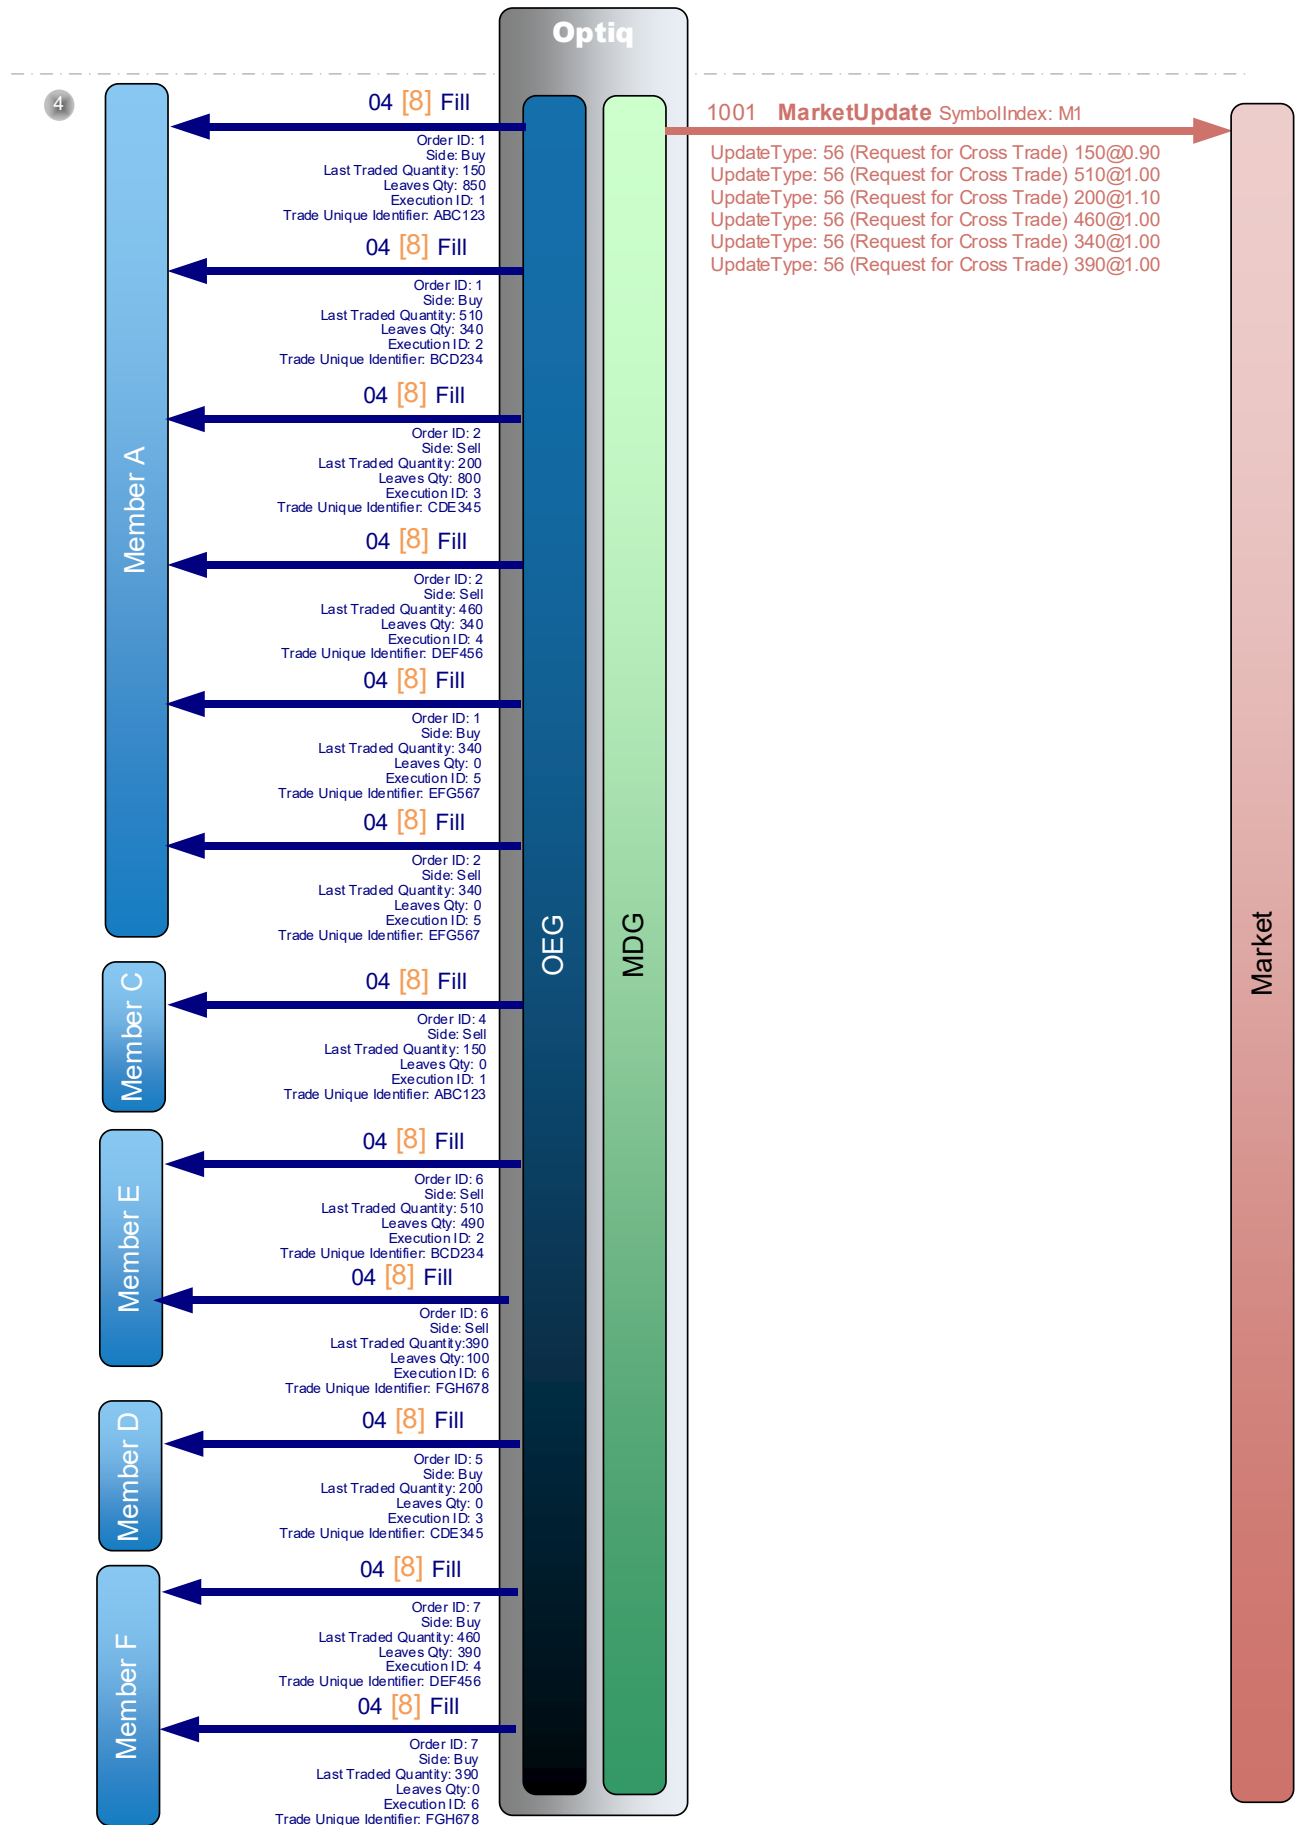 Optiq
4
04 [8] Fill
Order ID: 1
Side: Buy
Last Traded Quantity: 150
Leaves Qty: 850
Execution ID: 1
Trade Unique Identifier: ABC123
04 [8] Fill
Order ID: 1
Side: Buy
Last Traded Quantity: 510
Leaves Qty: 340
Execution ID: 2
Trade Unique Identifier: BCD234
04 [8] Fill
Order ID: 2
Side: Sell
Last Traded Quantity: 200
Leaves Qty: 800
Execution ID: 3
Trade Unique Identifier: CDE345
04 [8] Fill
Order ID: 2
Side: Sell
Last Traded Quantity: 460
Leaves Qty: 340
Execution ID: 4
Trade Unique Identifier: DEF456
04 [8] Fill
Order ID: 1
Side: Buy
Last Traded Quantity: 340
Leaves Qty: 0
Execution ID: 5
Trade Unique Identifier: EFG567
04 [8] Fill
Order ID: 2
Side: Sell
Last Traded Quantity: 340
Leaves Qty: 0
Execution ID: 5
Trade Unique Identifier: EFG567
Member A
04 [8] Fill
Order ID: 4
Side: Sell
Last Traded Quantity: 150
Leaves Qty: 0
Execution ID: 1
Trade Unique Identifier: ABC123
Member C
04 [8] Fill
Order ID: 6
Side: Sell
Last Traded Quantity: 510
Leaves Qty: 490
Execution ID: 2
Trade Unique Identifier: BCD234
04 [8] Fill
Order ID: 6
Side: Sell
Last Traded Quantity:390
Leaves Qty:100
Execution ID: 6
Trade Unique Identifier: FGH678
Member E
04 [8] Fill
Order ID: 5
Side: Buy
Last Traded Quantity: 200
Leaves Qty: 0
Execution ID: 3
Trade Unique Identifier: CDE345
Member D
04 [8] Fill
Order ID: 7
Side: Buy
Last Traded Quantity: 460
Leaves Qty: 390
Execution ID: 4
Trade Unique Identifier: DEF456
04 [8] Fill
Order ID: 7
Side: Buy
Last Traded Quantity: 390
Leaves Qty:0
Execution ID: 6
Trade Unique Identifier: FGH678
Member F
OEG
MDG
1001 MarketUpdate SymbolIndex: M1
UpdateType: 56 (Request for Cross Trade) 150@0.90
UpdateType: 56 (Request for Cross Trade) 510@1.00
UpdateType: 56 (Request for Cross Trade) 200@1.10
UpdateType: 56 (Request for Cross Trade) 460@1.00
UpdateType: 56 (Request for Cross Trade) 340@1.00
UpdateType: 56 (Request for Cross Trade) 390@1.00
Market